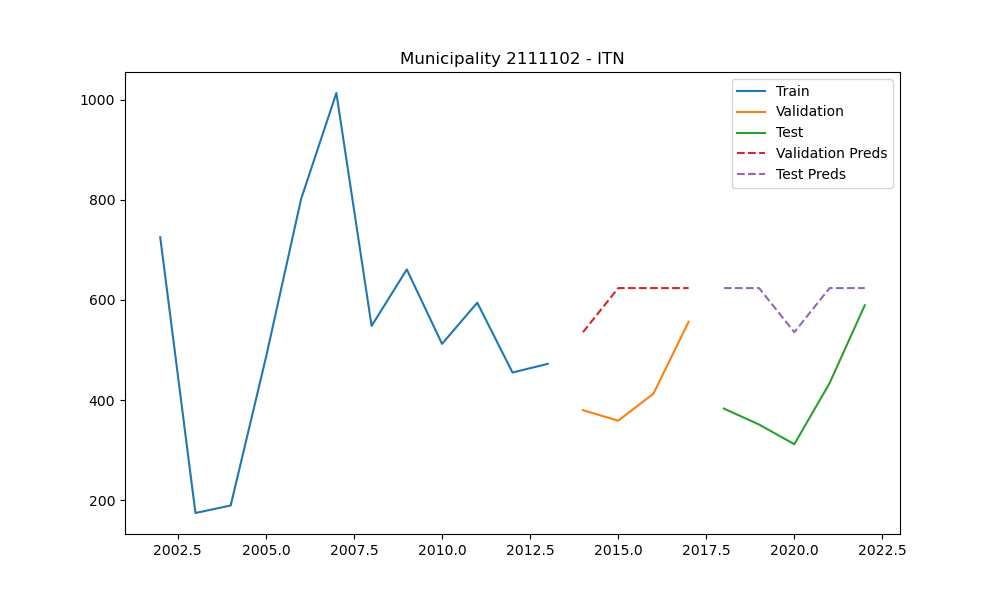 Municipality 2111102 - ITN
Train
Validation
Test
Validation Preds
Test Preds
1000
800
600
400
200
2002.5 2005.0 2007.5 2010.0 2012.5 2015.0 2017.5 2020.0 2022.5